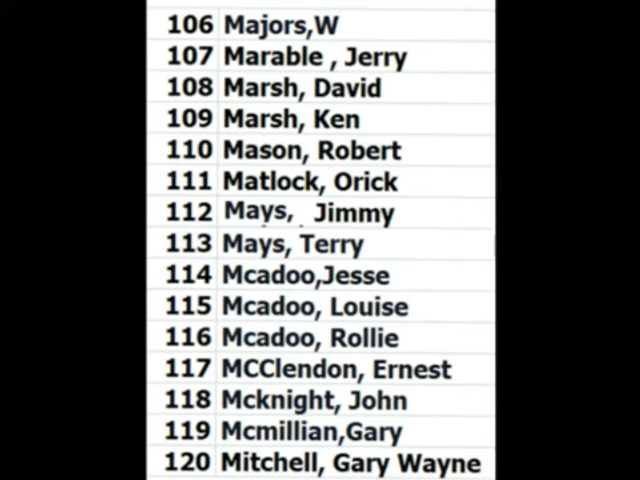 106 Majors,W
107 Marable , Jerry
108 Marsh, David
109 Marsh, Ken
110 Mason, Robert
111 Matlock, Orick
112 Mays, Jimmy
113 Mays, Terry
114 Mcadoo,Jesse
115 Mcadoo, Louise
116 Mcadoo, Rollie
117 MCClendon, Ernest
118 Mcknight, John
119 Mcmillian,Gary
120 Mitchell, Gary Wayne